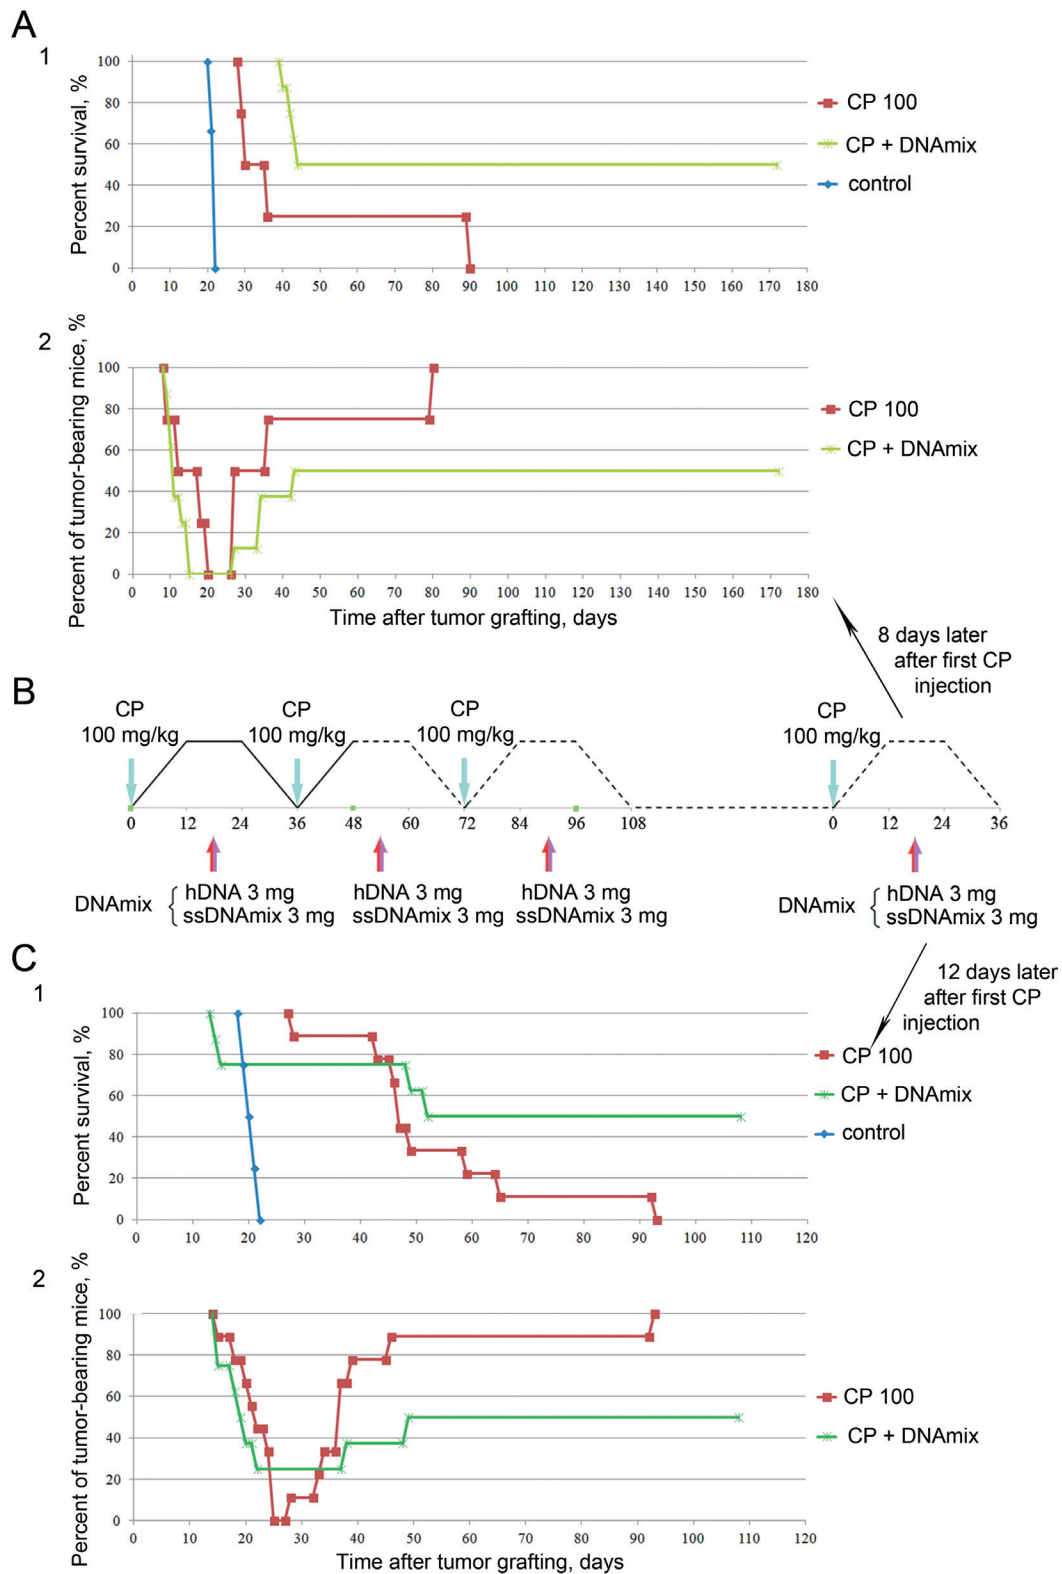 A
1
Percent survival, %
100
80
60
40
20
0
0 10 20 30 40 50 60 70 80 90 100 110 120 130 140 150 160 170 180
CP 100
CP + DNAmix
control
2
Percent of tumor-bearing mice, %
100
80
60
40
20
0
0 10 20 30 40 50 60 70 80 90 100 110 120 130 140 150 160 170 180
Time after tumor grafting, days
CP 100
CP + DNAmix
8 days later
after first CP
injection
B
CP
100 mg/kg
CP
100 mg/kg
CP
100 mg/kg
CP
100 mg/kg
0 12 24 36 48 60 72 84 96 108 0 12 24 36
DNAmix { hDNA 3 mg
ssDNAmix 3 mg
hDNA 3 mg
ssDNAmix 3 mg
hDNA 3 mg
ssDNAmix 3 mg
DNAmix { hDNA 3 mg
ssDNAmix 3 mg
12 days later
after first CP
injection
C
1
Percent survival, %
100
80
60
40
20
0
0 10 20 30 40 50 60 70 80 90 100 110 120
CP 100
CP + DNAmix
control
2
Percent of tumor-bearing mice, %
100
80
60
40
20
0
0 10 20 30 40 50 60 70 80 90 100 110 120
Time after tumor grafting, days
CP 100
CP + DNAmix